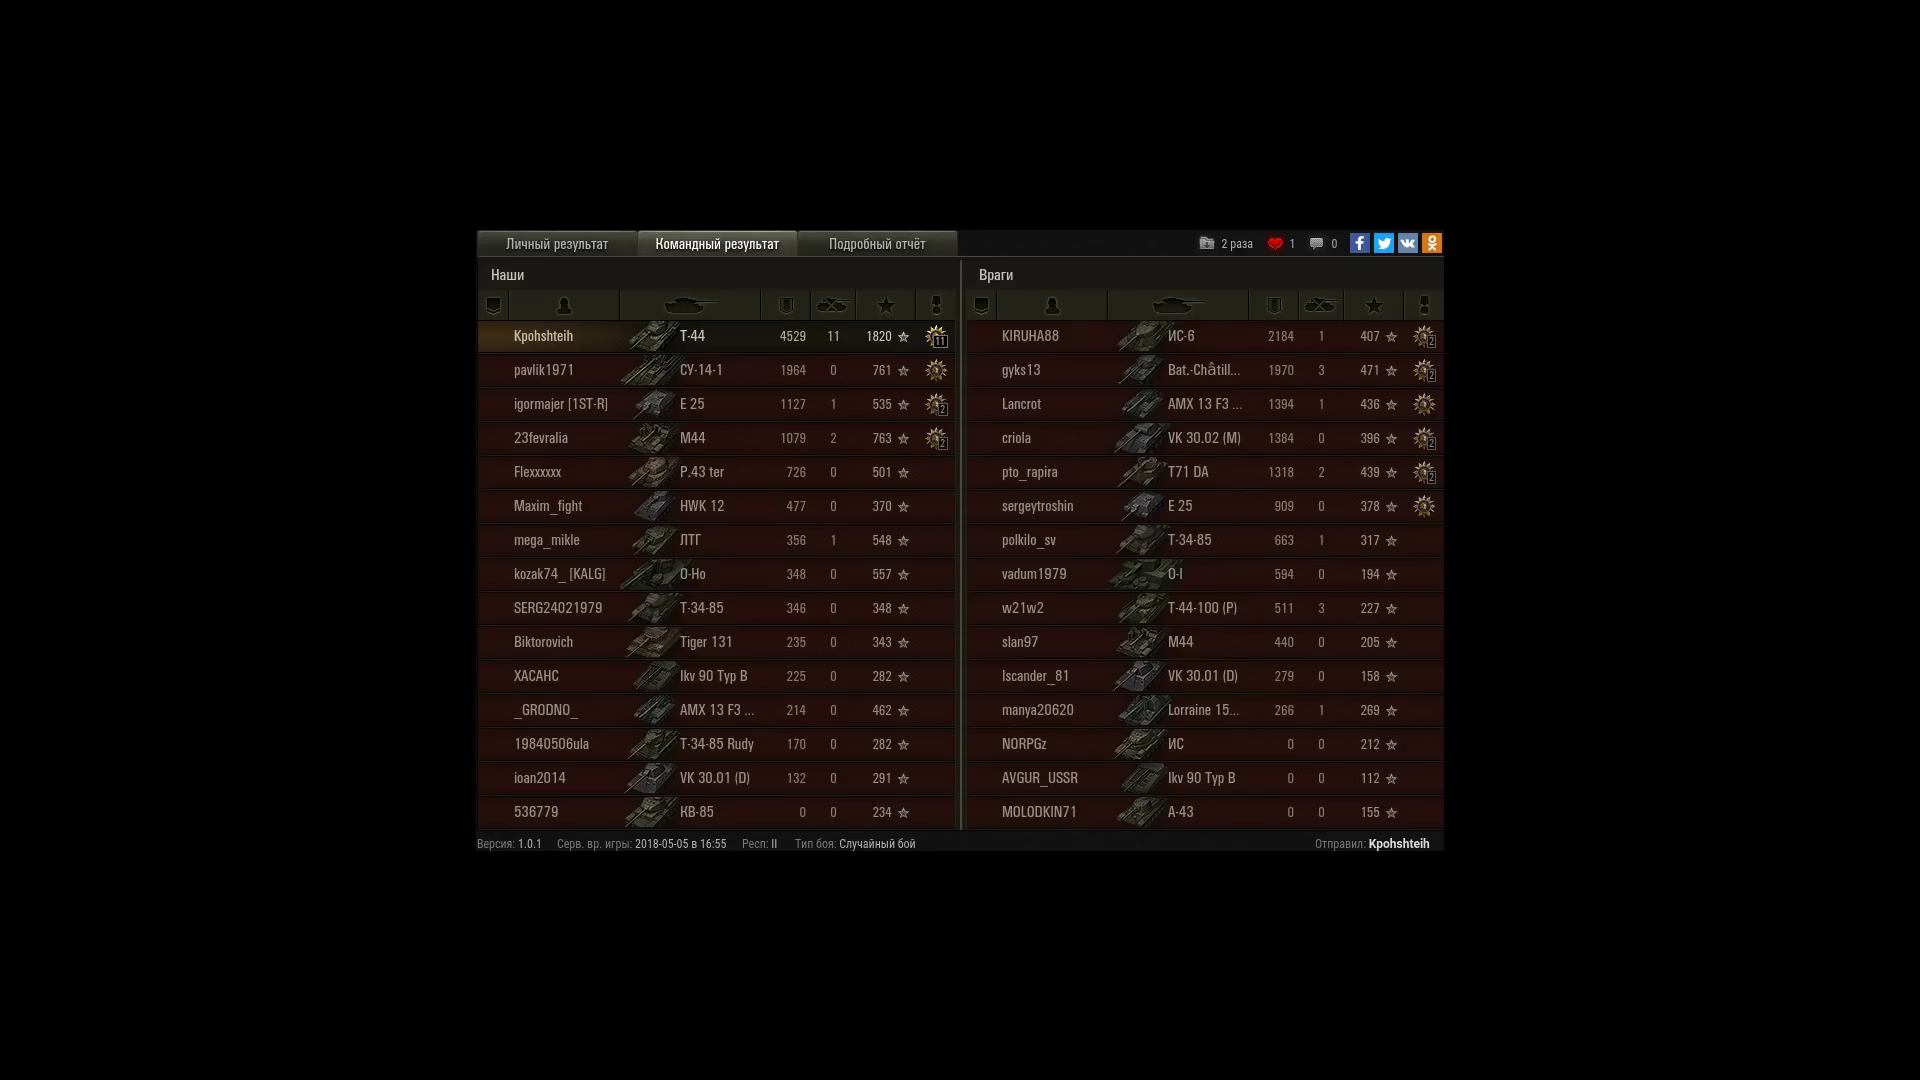 Личный результат Командный результат Подробный отчёт 2 раза 1 0
Наши Враги
Kpohshteih Т-44 4529 11 1820 11 KIRUHA88 ИС-6 2184 1 407 2
pavlik1971 СУ-14-1 1964 0 761 gyks13 Bat.-Châtill... 1970 3 471 2
igormajer [1ST-R] E 25 1127 1 535 2 Lancrot AMX 13 F3 ... 1394 1 436
23fevralia M44 1079 2 763 2 criola VK 30.02 (M) 1384 0 396 2
Flexxxxxx P.43 ter 726 0 501 pto_rapira T71 DA 1318 2 439 2
Maxim_fight HWK 12 477 0 370 sergeytroshin E 25 909 0 378
mega_mikle ЛТГ 356 1 548 polkilo_sv Т-34-85 663 1 317
kozak74_ [KALG] O-Ho 348 0 557 vadum1979 O-I 594 0 194
SERG24021979 Т-34-85 346 0 348 w21w2 Т-44-100 (Р) 511 3 227
Biktorovich Tiger 131 235 0 343 slan97 M44 440 0 205
XACAHC Ikv 90 Typ B 225 0 282 Iscander_81 VK 30.01 (D) 279 0 158
_GRODNO_ AMX 13 F3 ... 214 0 462 manya20620 Lorraine 15... 266 1 269
19840506ula Т-34-85 Rudy 170 0 282 NORPGz ИС 0 0 212
ioan2014 VK 30.01 (D) 132 0 291 AVGUR_USSR Ikv 90 Typ B 0 0 112
536779 КВ-85 0 0 234 MOLODKIN71 А-43 0 0 155
Версия: 1.0.1 Серв. вр. игры: 2018-05-05 в 16:55 Респ: II Тип боя: Случайный бой Отправил: Kpohshteih